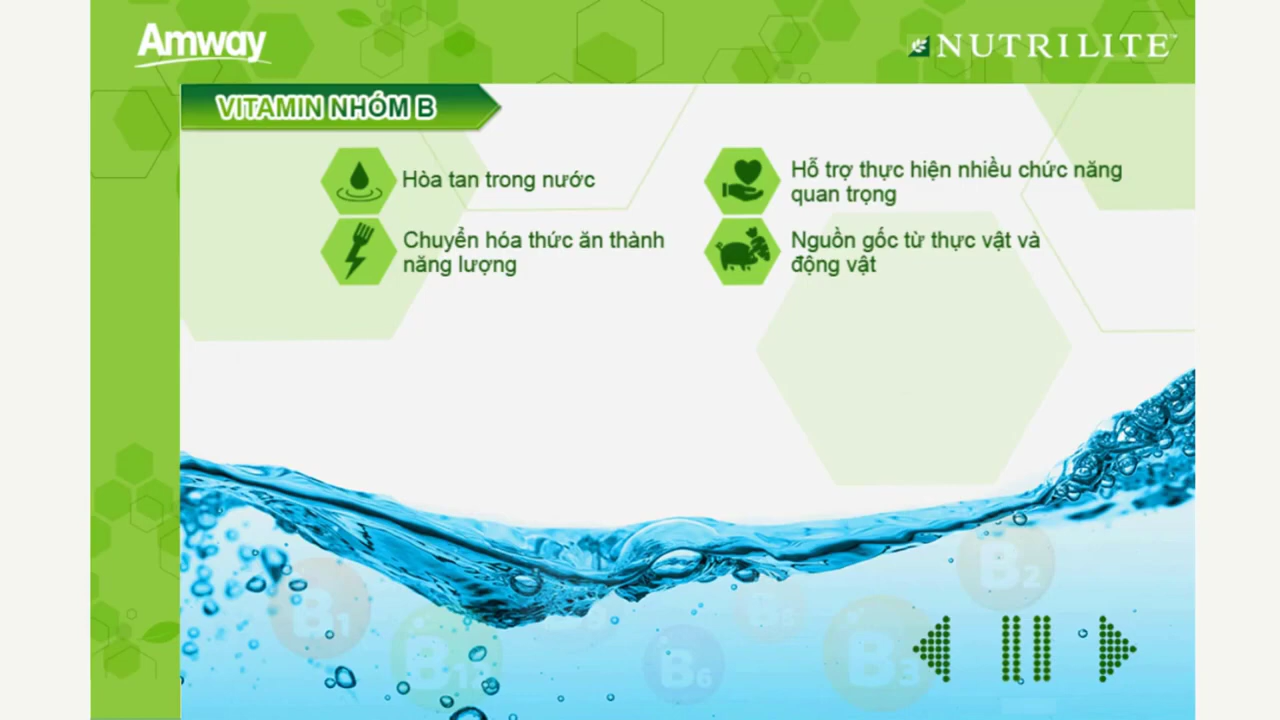 Amway
NUTRILITE
VITAMIN NHÓM B
Hòa tan trong nước
Chuyển hóa thức ăn thành
năng lượng
Hỗ trợ thực hiện nhiều chức năng
quan trọng
Nguồn gốc từ thực vật và
động vật
B2
B1
B12
B6
B3